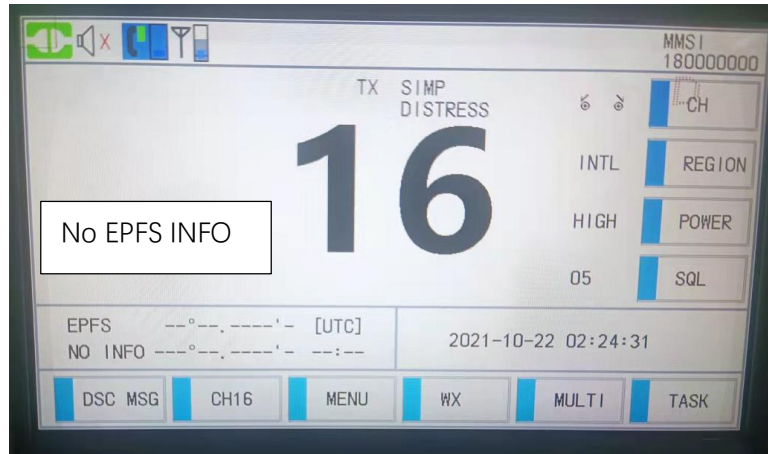 MMSI
180000000
TX SIMP
DISTRESS
CH
16
INTL REGION
No EPFS INFO
HIGH POWER
05 SQL
EPFS --°--.----'- [UTC]
NO INFO ---°--.----'- --:--
2021-10-22 02:24:31
DSC MSG CH16 MENU WX MULTI TASK